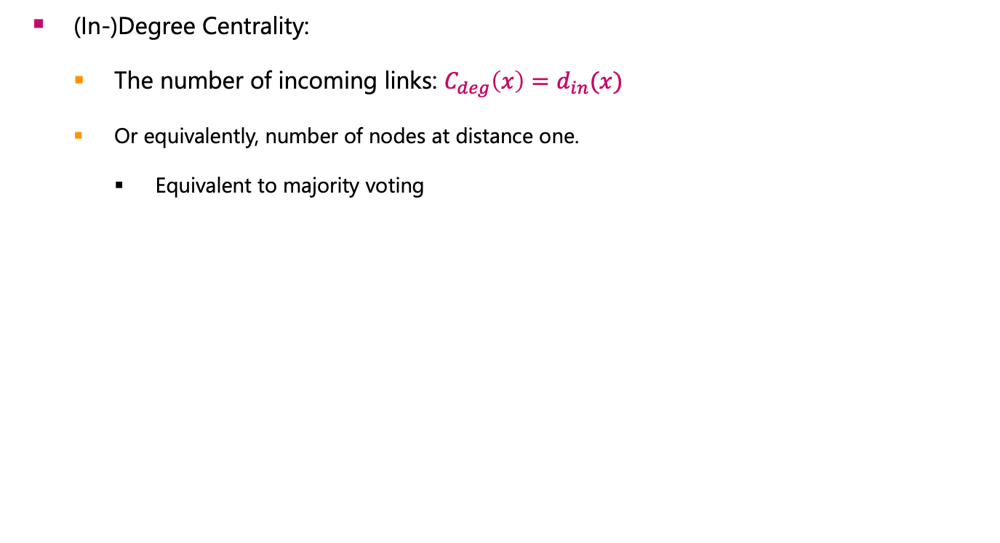 (In-)Degree Centrality:
The number of incoming links: C_deg(x) = d_in(x)
Or equivalently, number of nodes at distance one.
Equivalent to majority voting